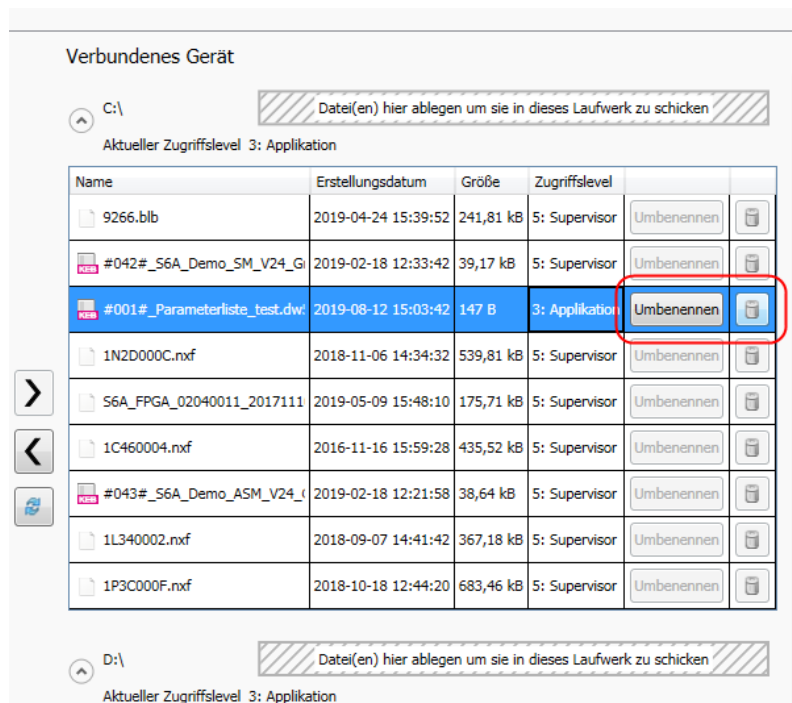 Verbundenes Gerät
C:\ Datei(en) hier ablegen um sie in dieses Laufwerk zu schicken
Aktueller Zugriffslevel 3: Applikation
Name Erstellungsdatum Größe Zugriffslevel
9266.blb 2019-04-24 15:39:52 241,81 kB 5: Supervisor Umbenennen
KEB #042#_S6A_Demo_SM_V24_G 2019-02-18 12:33:42 39,17 kB 5: Supervisor Umbenennen
KEB #001#_Parameterliste_test.dw 2019-08-12 15:03:42 147 B 3: Applikation Umbenennen
1N2D000C.nxf 2018-11-06 14:34:32 539,81 kB 5: Supervisor Umbenennen
S6A_FPGA_02040011_2017111 2019-05-09 15:48:10 175,71 kB 5: Supervisor Umbenennen
1C460004.nxf 2016-11-16 15:59:28 435,52 kB 5: Supervisor Umbenennen
KEB #043#_S6A_Demo_ASM_V24_ 2019-02-18 12:21:58 38,64 kB 5: Supervisor Umbenennen
1L340002.nxf 2018-09-07 14:41:42 367,18 kB 5: Supervisor Umbenennen
1P3C000F.nxf 2018-10-18 12:44:20 683,46 kB 5: Supervisor Umbenennen
D:\ Datei(en) hier ablegen um sie in dieses Laufwerk zu schicken
Aktueller Zugriffslevel 3: Applikation